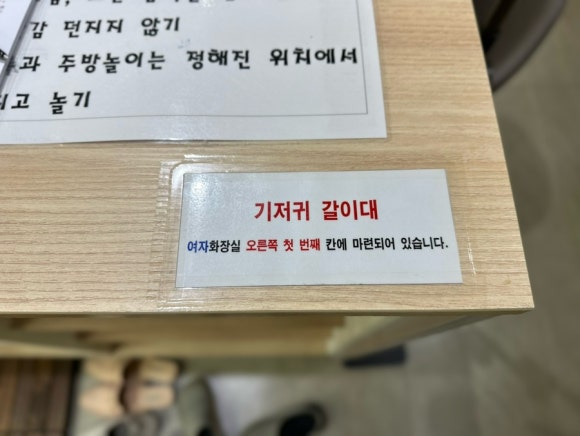 감 던지지 않기
과 주방놀이는 정해진 위치에서
고 놀기
기저귀 갈이대
여자화장실 오른쪽 첫 번째 칸에 마련되어 있습니다.